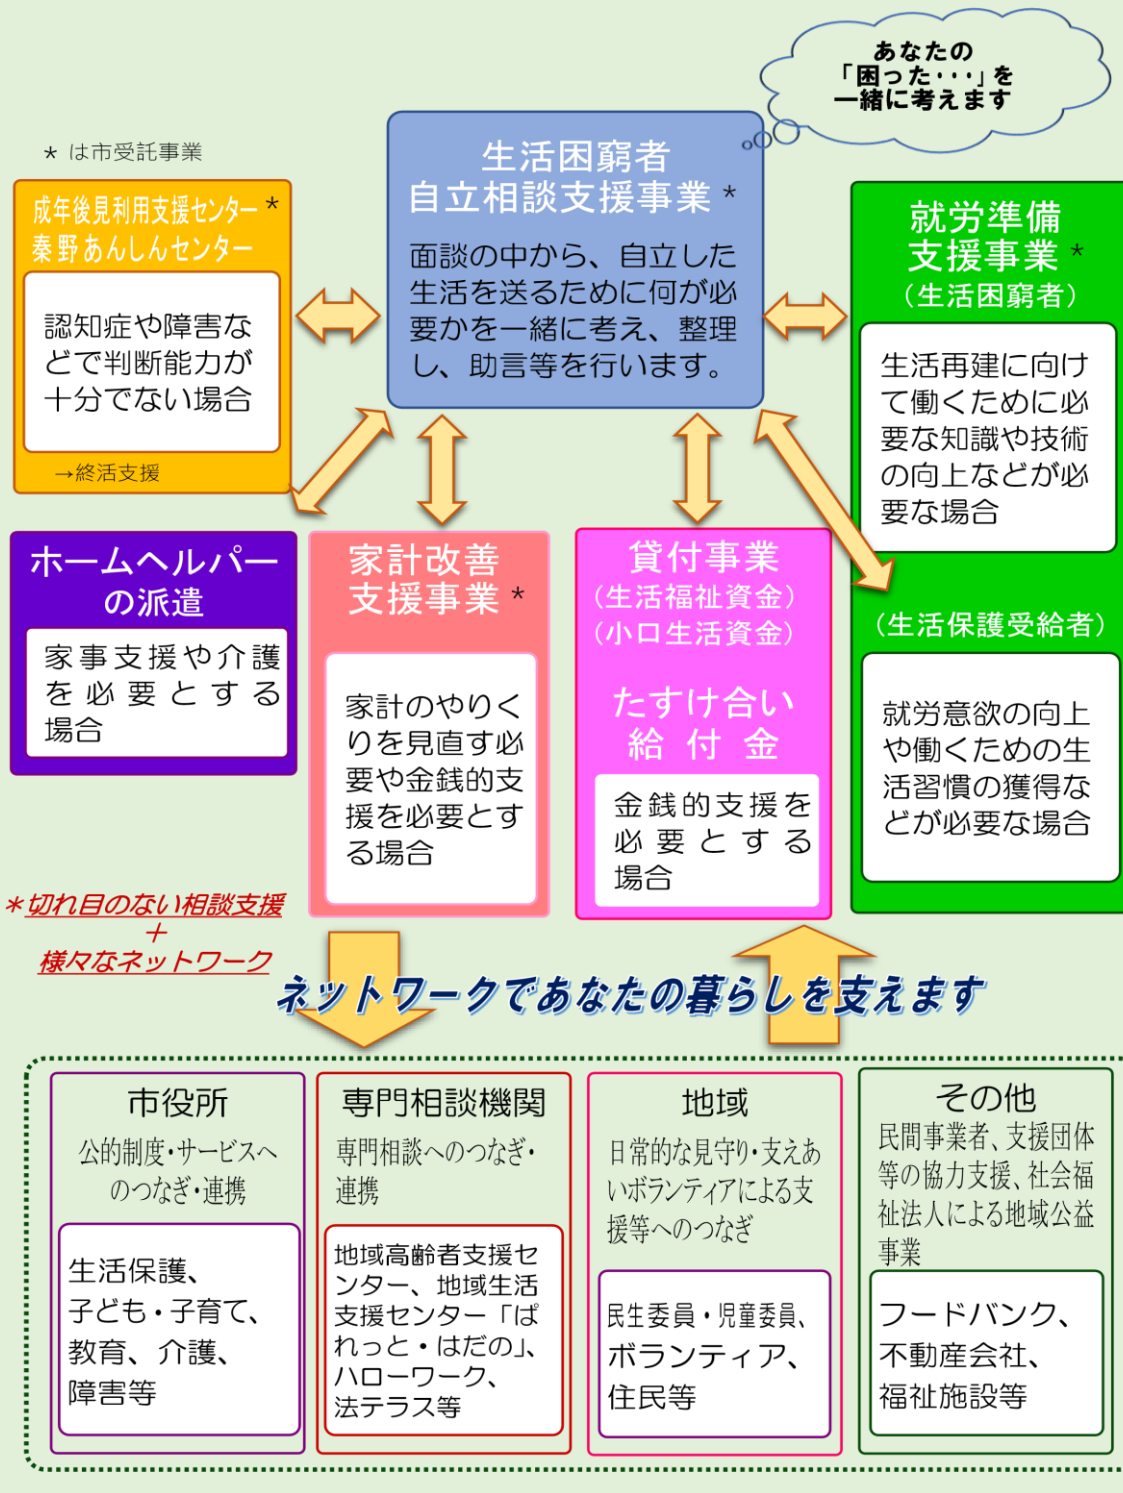 あなたの
「困った・・・」を
一緒に考えます
* は市受託事業
生活困窮者
自立相談支援事業 *
面談の中から、自立した
生活を送るために何が必
要かを一緒に考え、整理
し、助言等を行います。
成年後見利用支援センター *
秦野あんしんセンター
認知症や障害な
どで判断能力が
十分でない場合
→終活支援
就労準備
支援事業 *
（生活困窮者）
生活再建に向け
て働くために必
要な知識や技術
の向上などが必
要な場合
（生活保護受給者）
就労意欲の向上
や働くための生
活習慣の獲得な
どが必要な場合
ホームヘルパー
の派遣
家事支援や介護
を必要とする
場合
家計改善
支援事業 *
家計のやりく
りを見直す必
要や金銭的支
援を必要とす
る場合
貸付事業
（生活福祉資金）
（小口生活資金）
たすけ合い
給付金
金銭的支援を
必要とする
場合
*切れ目のない相談支援
＋
様々なネットワーク
ネットワークであなたの暮らしを支えます
市役所
公的制度・サービスへ
のつなぎ・連携
生活保護、
子ども・子育て、
教育、介護、
障害等
専門相談機関
専門相談へのつなぎ・
連携
地域高齢者支援セ
ンター、地域生活
支援センター「ぱ
れっと・はだの」、
ハローワーク、
法テラス等
地域
日常的な見守り・支えあ
いボランティアによる支
援等へのつなぎ
民生委員・児童委員、
ボランティア、
住民等
その他
民間事業者、支援団体
等の協力支援、社会福
祉法人による地域公益
事業
フードバンク、
不動産会社、
福祉施設等